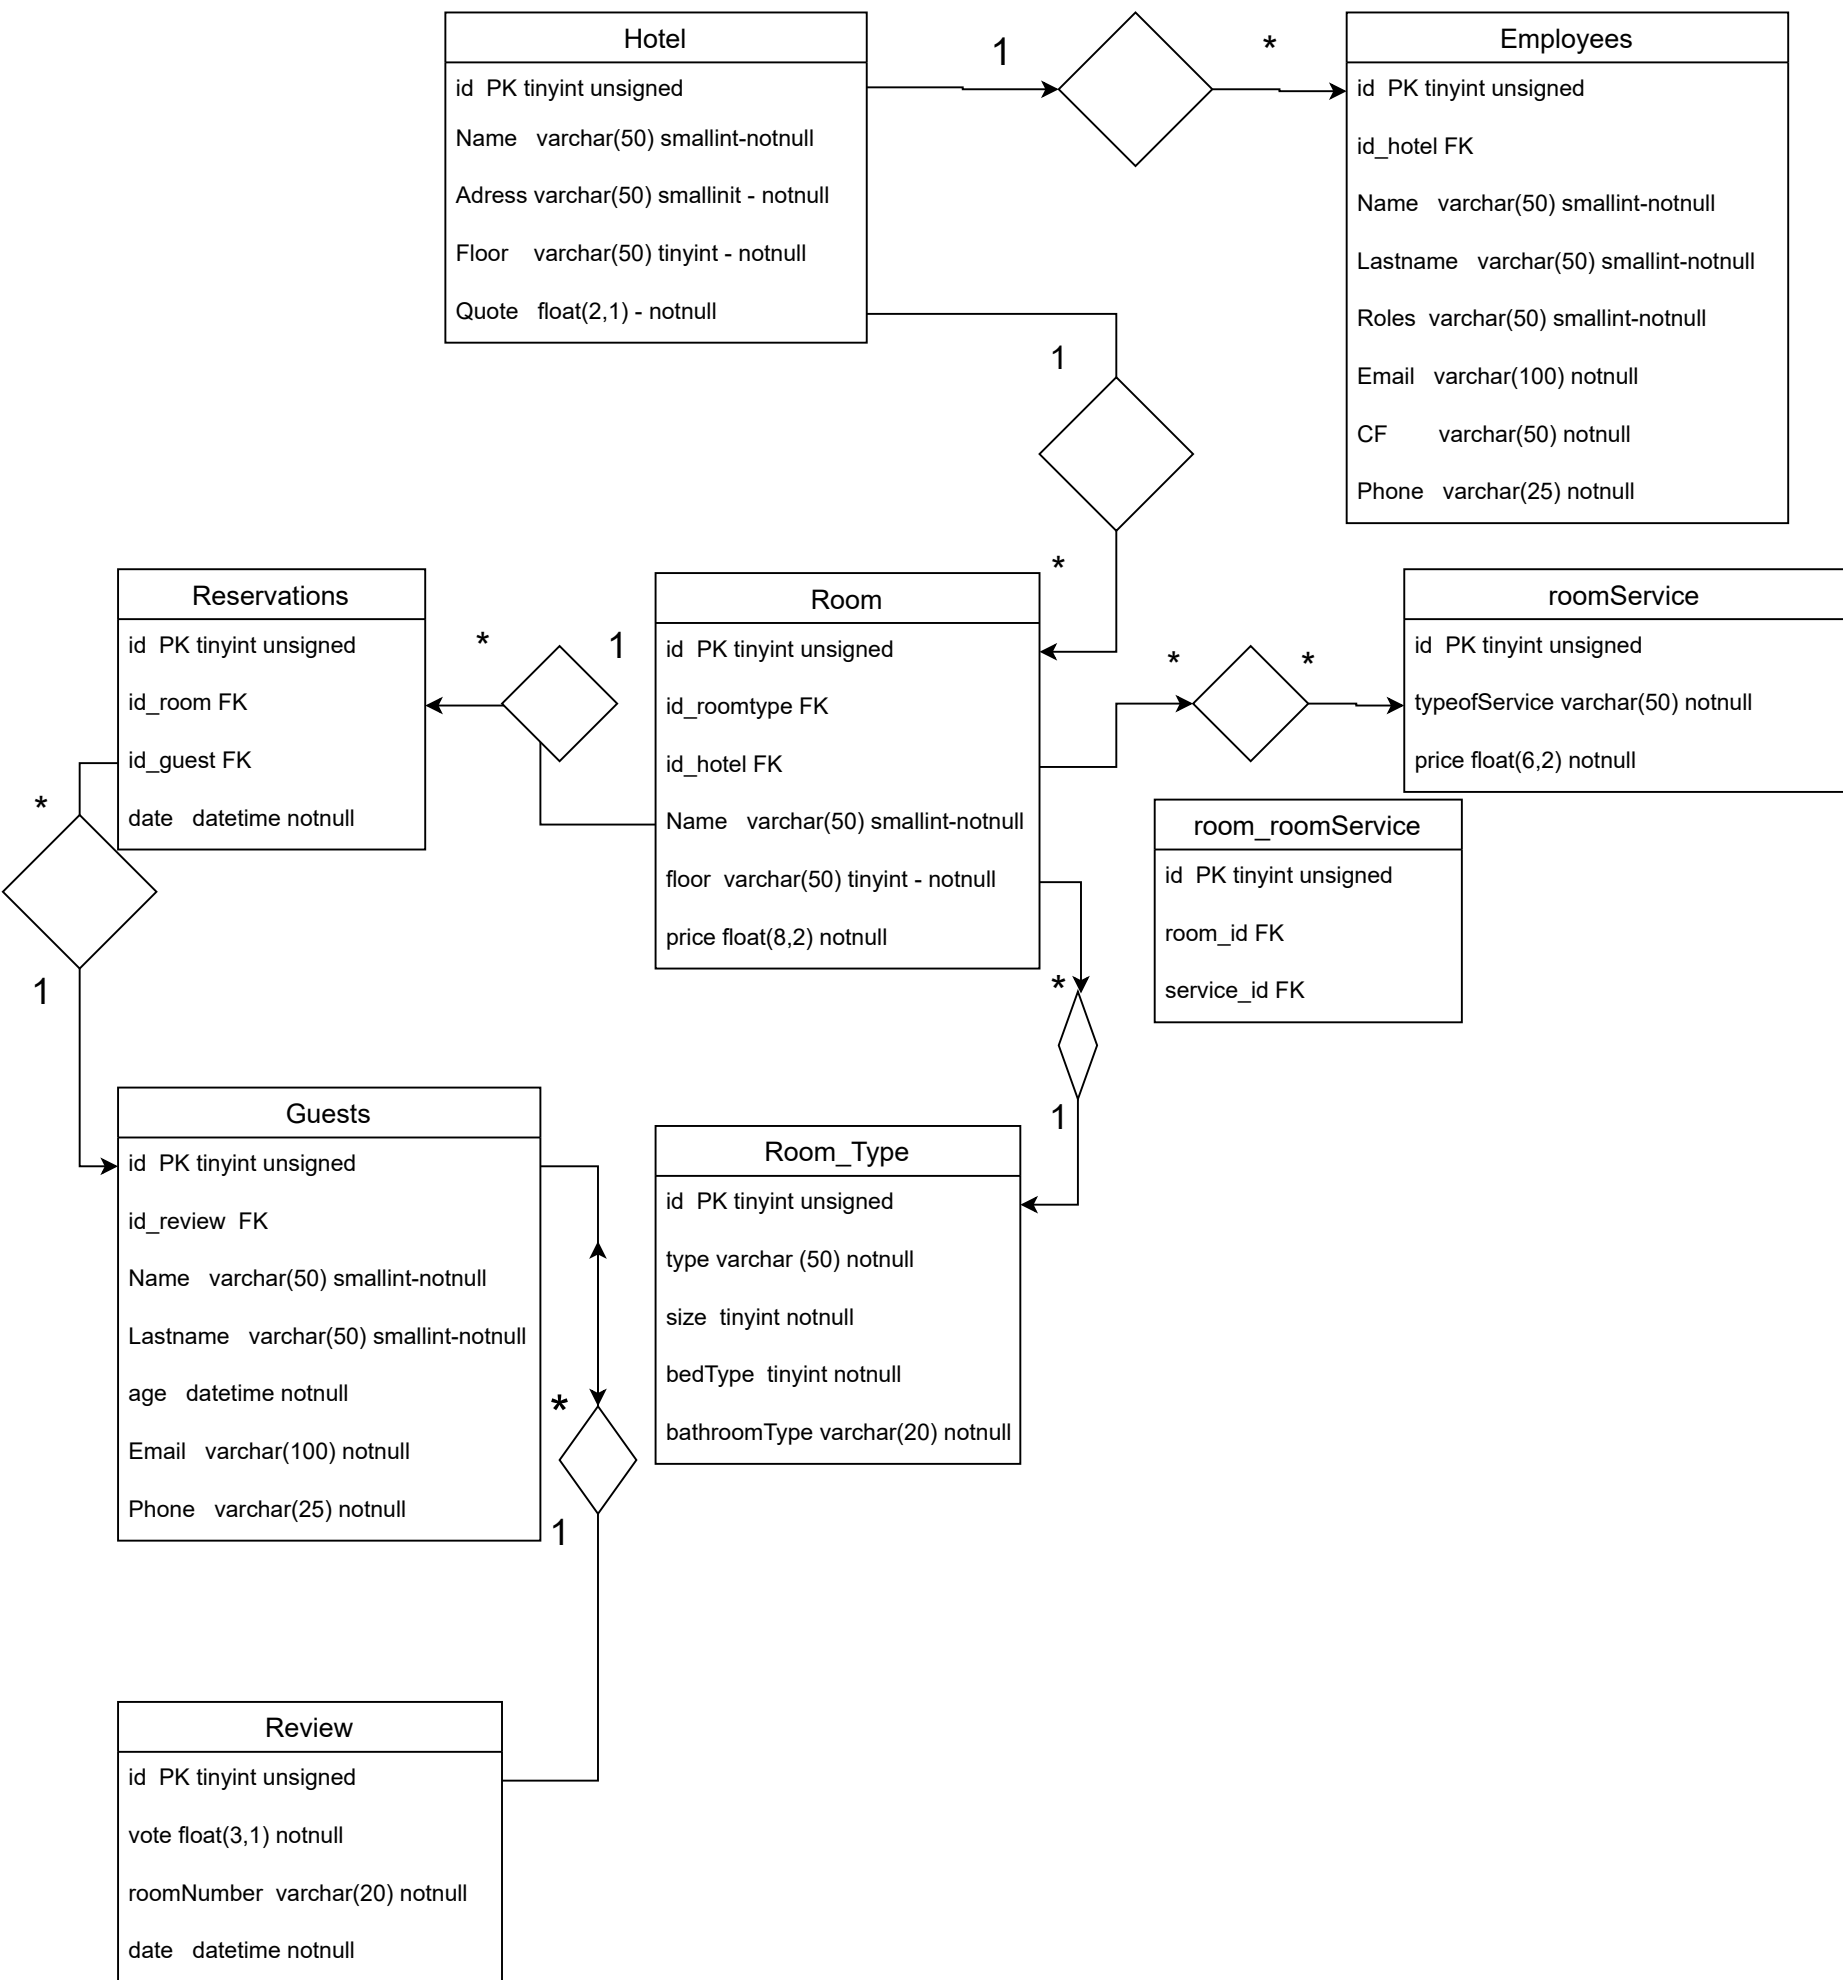 Hotel
id PK tinyint unsigned
Name varchar(50) smallint-notnull
Adress varchar(50) smallinit - notnull
Floor varchar(50) tinyint - notnull
Quote float(2,1) - notnull
1
*
Employees
id PK tinyint unsigned
id_hotel FK
Name varchar(50) smallint-notnull
Lastname varchar(50) smallint-notnull
Roles varchar(50) smallint-notnull
Email varchar(100) notnull
CF varchar(50) notnull
Phone varchar(25) notnull
1
*
Reservations
id PK tinyint unsigned
id_room FK
id_guest FK
date datetime notnull
*
1
Room
id PK tinyint unsigned
id_roomtype FK
id_hotel FK
Name varchar(50) smallint-notnull
floor varchar(50) tinyint - notnull
price float(8,2) notnull
*
*
roomService
id PK tinyint unsigned
typeofService varchar(50) notnull
price float(6,2) notnull
room_roomService
id PK tinyint unsigned
room_id FK
service_id FK
*
1
*
1
Guests
id PK tinyint unsigned
id_review FK
Name varchar(50) smallint-notnull
Lastname varchar(50) smallint-notnull
age datetime notnull
Email varchar(100) notnull
Phone varchar(25) notnull
*
1
Room_Type
id PK tinyint unsigned
type varchar (50) notnull
size tinyint notnull
bedType tinyint notnull
bathroomType varchar(20) notnull
Review
id PK tinyint unsigned
vote float(3,1) notnull
roomNumber varchar(20) notnull
date datetime notnull